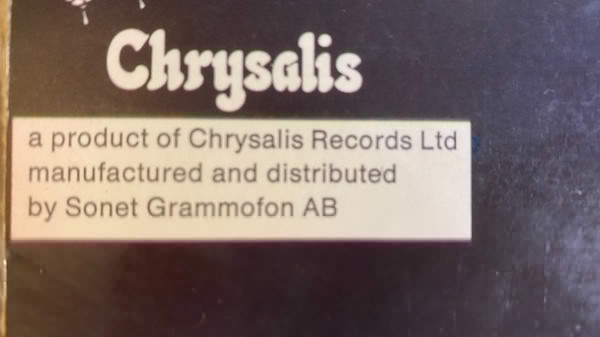 Chrysalis
a product of Chrysalis Records Ltd
manufactured and distributed
by Sonet Grammofon AB